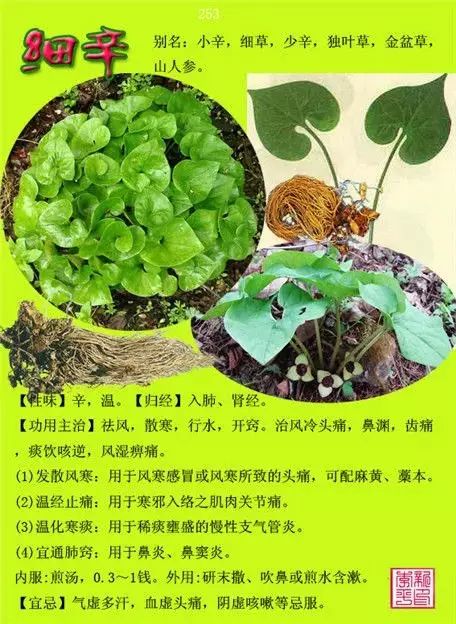 253
细辛
别名：小辛，细草，少辛，独叶草，金盆草，
山人参。
【性味】辛，温。【归经】入肺、肾经。
【功用主治】祛风，散寒，行水，开窍。治风冷头痛，鼻渊，齿痛
，痰饮咳逆，风湿痹痛。
(1)发散风寒：用于风寒感冒或风寒所致的头痛，可配麻黄、藁本。
(2)温经止痛：用于寒邪入络之肌肉关节痛。
(3)温化寒痰：用于稀痰壅盛的慢性支气管炎。
(4)宣通肺窍：用于鼻炎、鼻窦炎。
内服:煎汤，0.3～1钱。外用:研末撒、吹鼻或煎水含漱。
【宜忌】气虚多汗，血虚头痛，阴虚咳嗽等忌服。